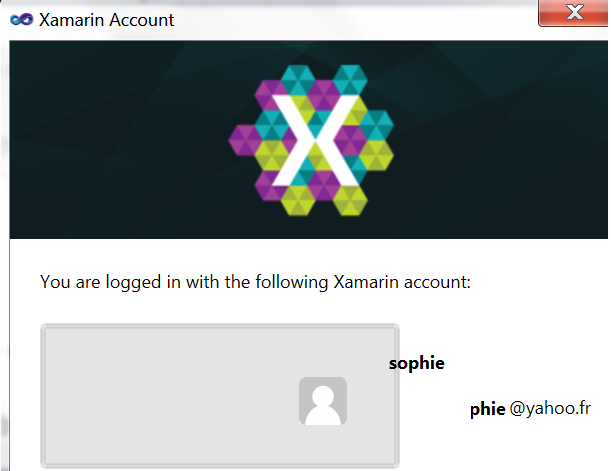 Xamarin Account
X
You are logged in with the following Xamarin account:
sophie
phie @yahoo.fr